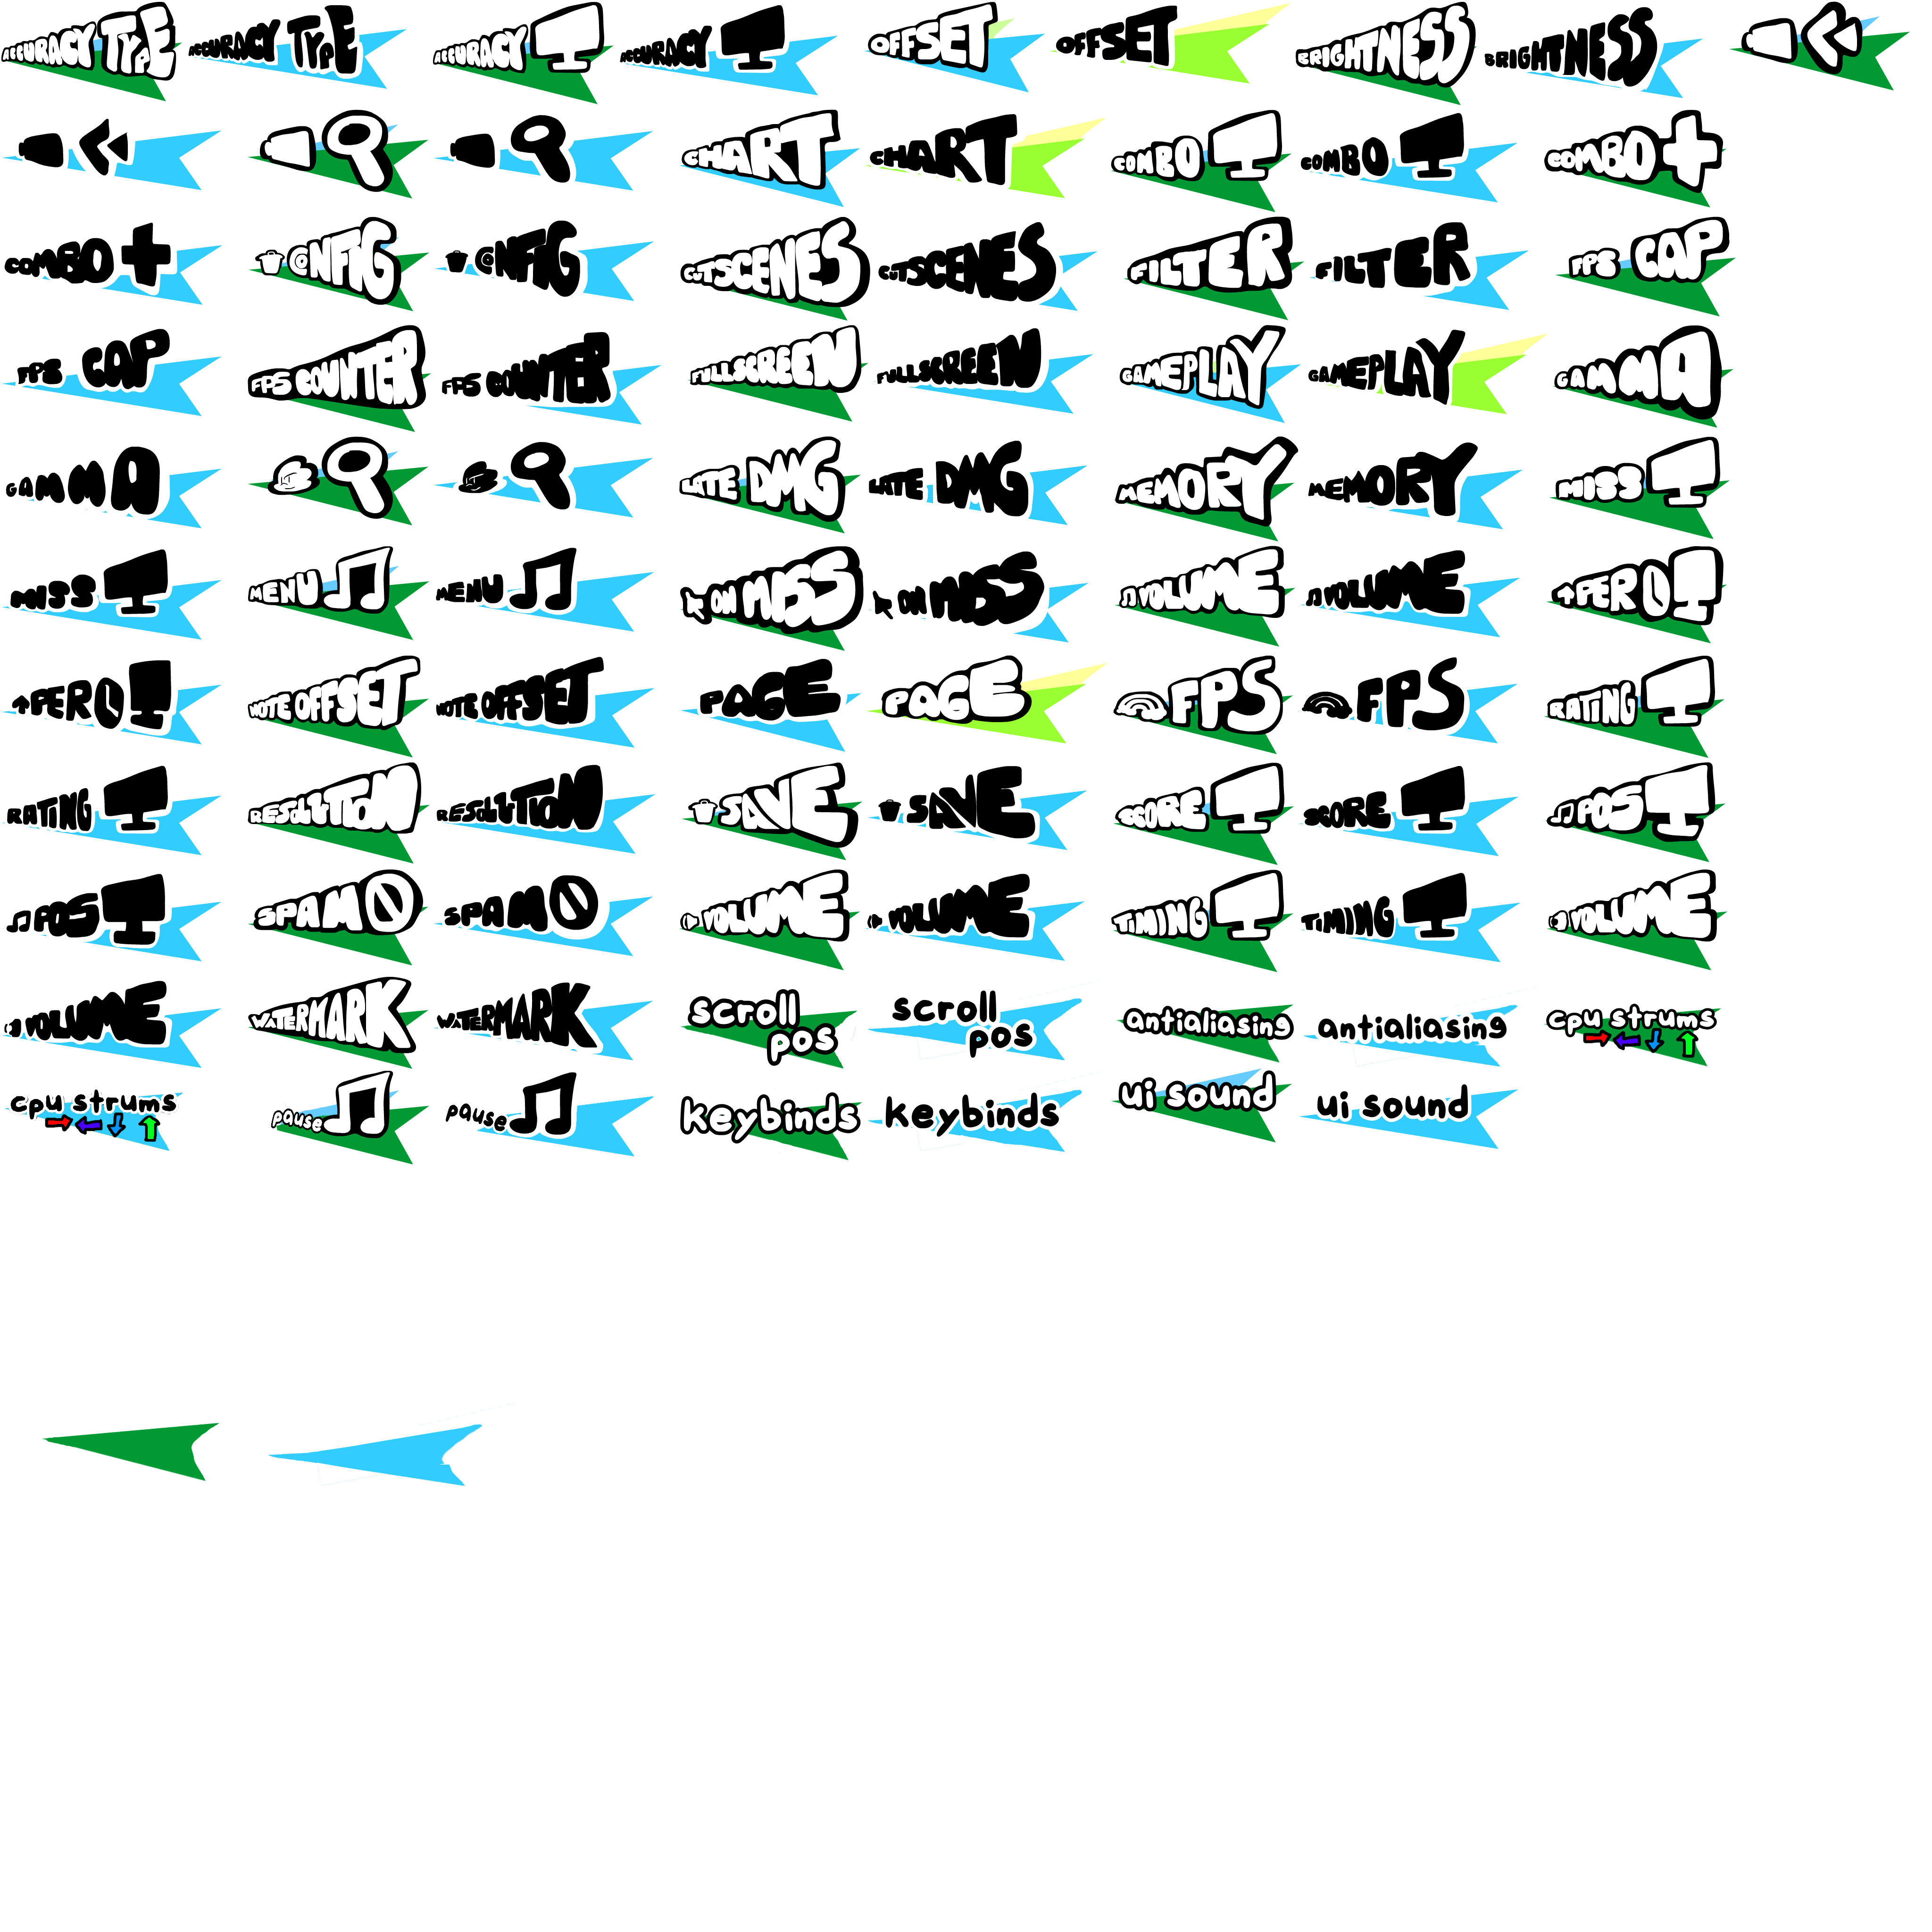 ACCURACY TYPE ACCURACY TYPE ACCURACY ACCURACY OFFSET OFFSET BRIGHTNESS BRIGHTNESS
CHART CHART COMBO COMBO COMBO+
COMBO+ CONFIG CONFIG CUTSCENES CUTSCENES FILTER FILTER FPS CAP
FPS CAP FPS COUNTER FPS COUNTER FULLSCREEN FULLSCREEN GAMEPLAY GAMEPLAY GAMMA
GAMMA LATE DMG LATE DMG MEMORY MEMORY MISS
MISS MENU MENU ON MISS ON MISS VOLUME VOLUME PER
PER NOTE OFFSET NOTE OFFSET PAGE PAGE FPS FPS RATING
RATING RESOLUTION RESOLUTION SAVE SAVE SCORE SCORE POS
POS SPAM SPAM VOLUME VOLUME TIMING TIMING VOLUME
VOLUME WATERMARK WATERMARK scroll pos scroll pos antialiasing antialiasing cpu strums
cpu strums pause pause keybinds keybinds ui sound ui sound